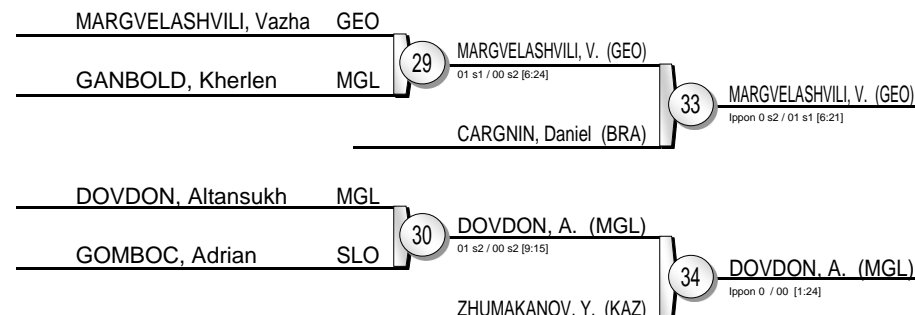 MARGVELASHVILI, Vazha GEO
29
MARGVELASHVILI, V. (GEO)
01 s1 / 00 s2 [6:24]
GANBOLD, Kherlen MGL
33
MARGVELASHVILI, V. (GEO)
Ippon 0 s2 / 01 s1 [6:21]
CARGNIN, Daniel (BRA)
DOVDON, Altansukh MGL
30
DOVDON, A. (MGL)
01 s2 / 00 s2 [9:15]
GOMBOC, Adrian SLO
34
DOVDON, A. (MGL)
Ippon 0 / 00 [1:24]
ZHUMAKANOV, Y. (KAZ)